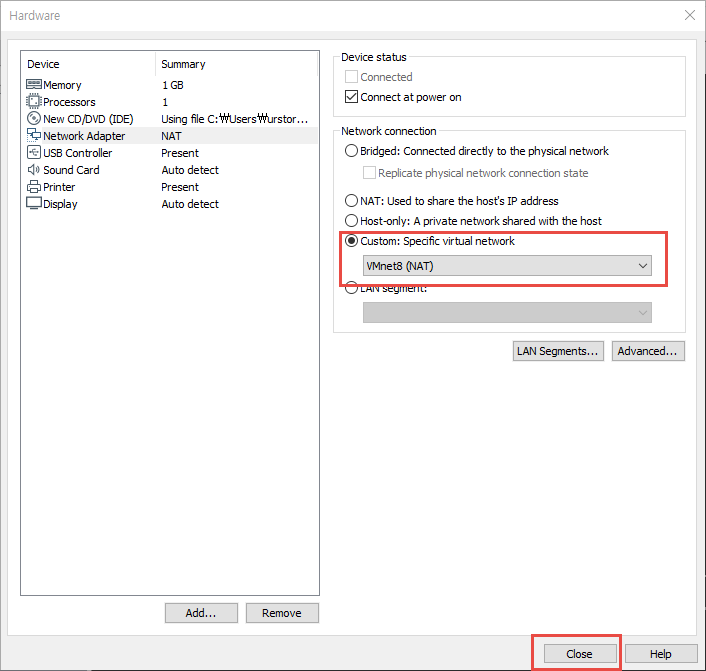 Hardware
Device Summary
Memory 1 GB
Processors 1
New CD/DVD (IDE) Using file C:₩Users₩urstor...
Network Adapter NAT
USB Controller Present
Sound Card Auto detect
Printer Present
Display Auto detect
Add... Remove
Device status
Connected
Connect at power on
Network connection
Bridged: Connected directly to the physical network
Replicate physical network connection state
NAT: Used to share the host's IP address
Host-only: A private network shared with the host
Custom: Specific virtual network
VMnet8 (NAT)
LAN segment:
LAN Segments... Advanced...
Close Help